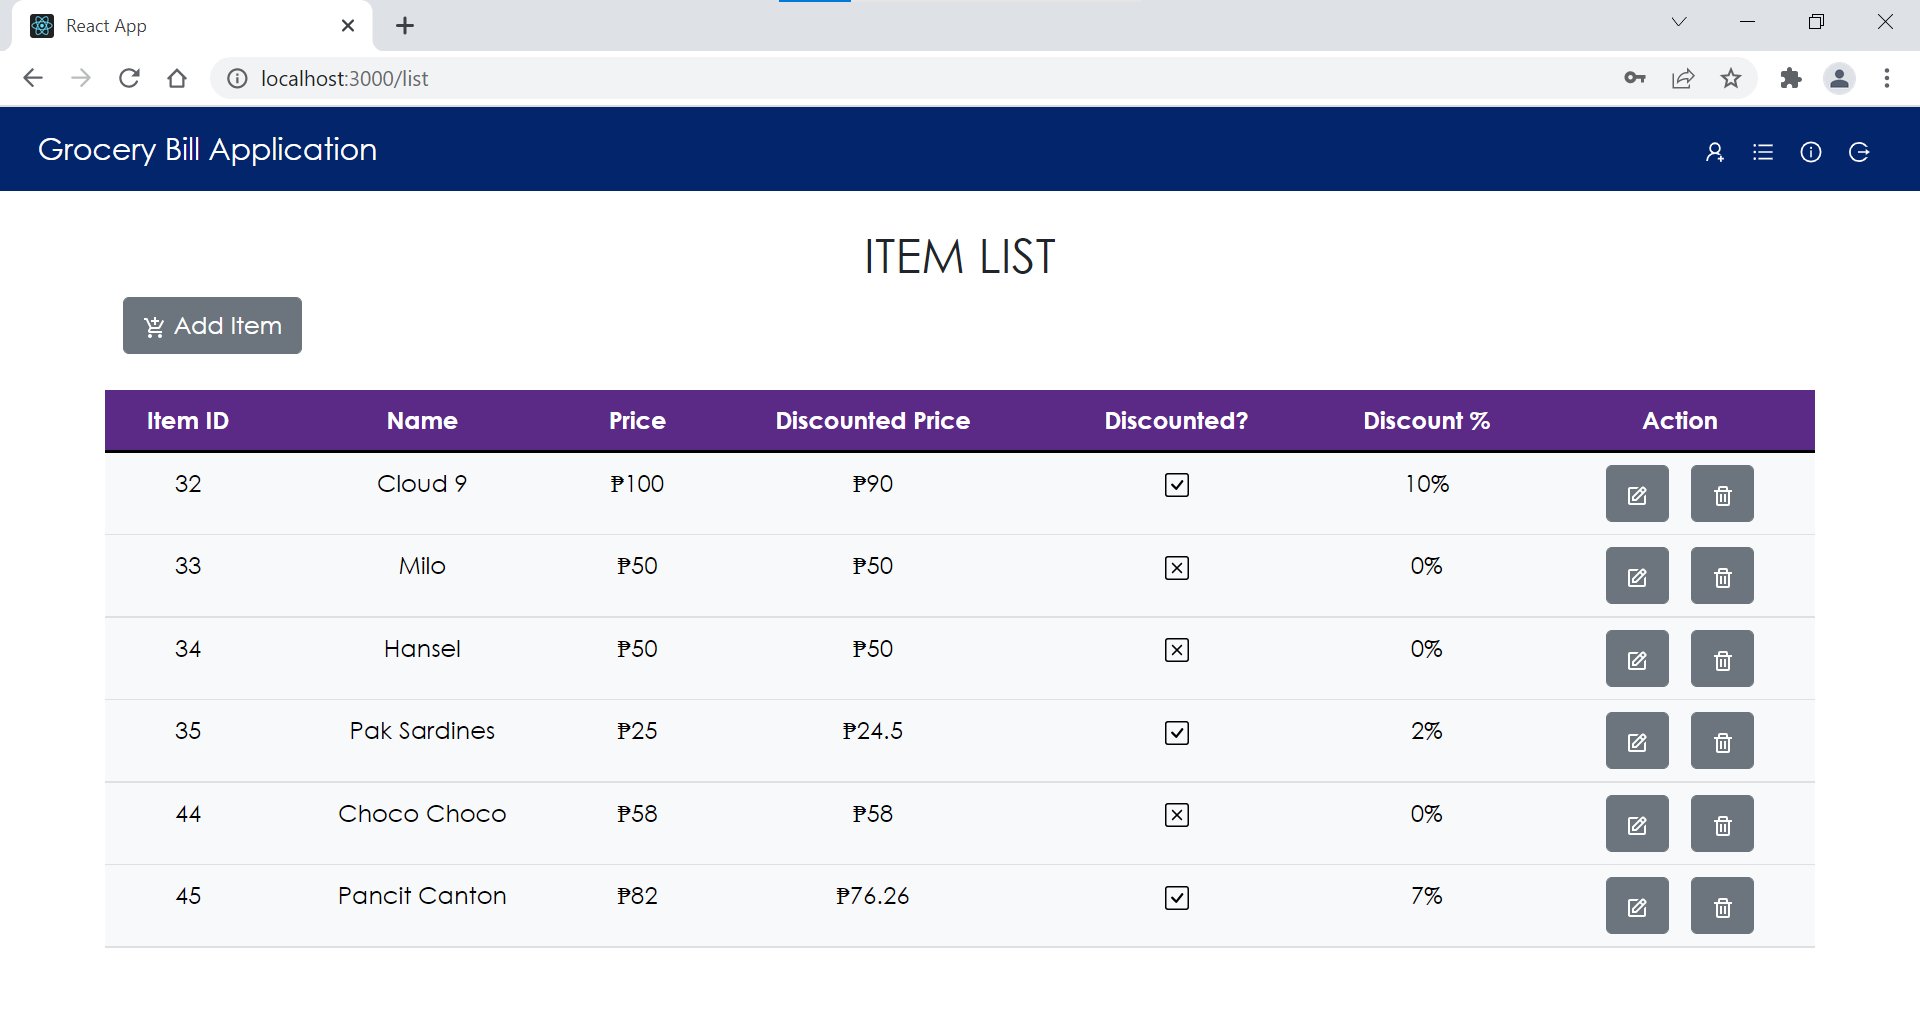 React App
localhost:3000/list
Grocery Bill Application
ITEM LIST
Add Item
Item ID Name Price Discounted Price Discounted? Discount % Action
32 Cloud 9 ₱100 ₱90 10%
33 Milo ₱50 ₱50 0%
34 Hansel ₱50 ₱50 0%
35 Pak Sardines ₱25 ₱24.5 2%
44 Choco Choco ₱58 ₱58 0%
45 Pancit Canton ₱82 ₱76.26 7%